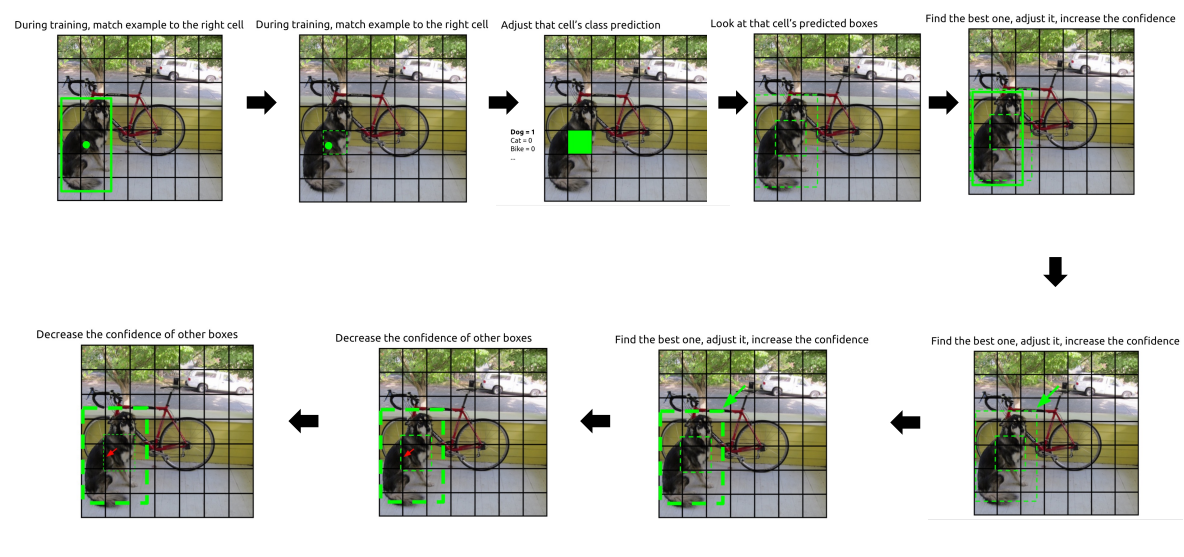 During training, match example to the right cell
During training, match example to the right cell
Adjust that cell's class prediction
Look at that cell's predicted boxes
Find the best one, adjust it, increase the confidence
Dog = 1
Cat = 0
Bike = 0
...
Decrease the confidence of other boxes
Decrease the confidence of other boxes
Find the best one, adjust it, increase the confidence
Find the best one, adjust it, increase the confidence